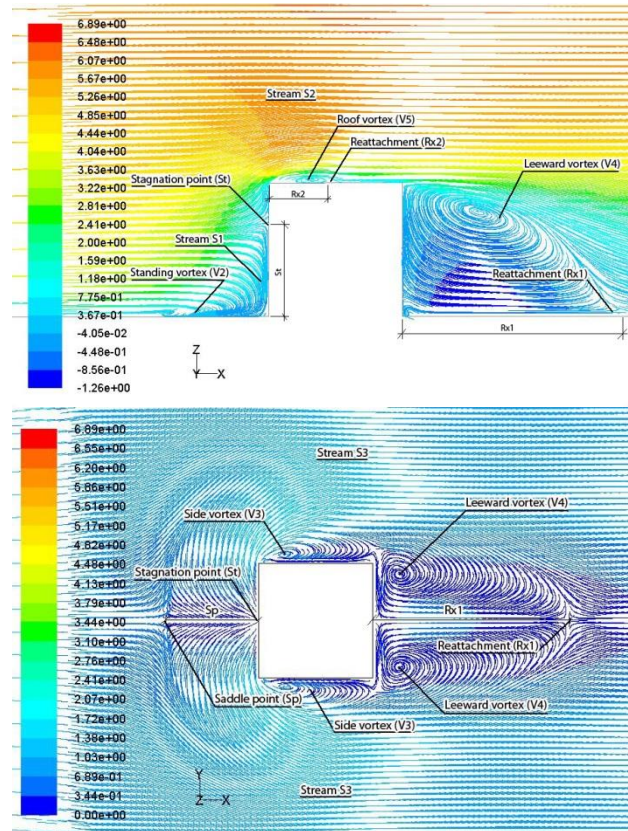 6.89e+00
6.48e+00
6.07e+00
5.67e+00
5.26e+00
4.85e+00
4.44e+00
4.04e+00
3.63e+00
3.22e+00
2.81e+00
2.41e+00
2.00e+00
1.59e+00
1.18e+00
7.75e-01
3.67e-01
-4.05e-02
-4.48e-01
-8.56e-01
-1.26e+00
Stream S2
Roof vortex (V5)
Reattachment (Rx2)
Leeward vortex (V4)
Stagnation point (St)
Rx2
Stream S1
Standing vortex (V2)
St
Reattachment (Rx1)
Rx1
Z
Y X
6.89e+00
6.55e+00
6.20e+00
5.86e+00
5.51e+00
5.17e+00
4.82e+00
4.48e+00
4.13e+00
3.79e+00
3.44e+00
3.10e+00
2.76e+00
2.41e+00
2.07e+00
1.72e+00
1.38e+00
1.03e+00
6.89e-01
3.44e-01
0.00e+00
Stream S3
Side vortex (V3)
Leeward vortex (V4)
Stagnation point (St)
Sp
Rx1
Reattachment (Rx1)
Saddle point (Sp)
Leeward vortex (V4)
Side vortex (V3)
Y
Z X
Stream S3